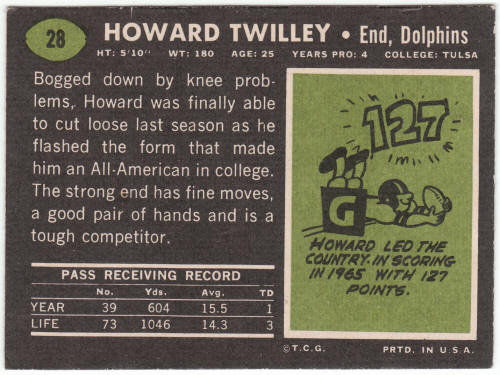 28
HOWARD TWILLEY • End, Dolphins
HT: 5'10" WT: 180 AGE: 25 YEARS PRO: 4 COLLEGE: TULSA
Bogged down by knee prob-
lems, Howard was finally able
to cut loose last season as he
flashed the form that made
him an All-American in college.
The strong end has fine moves,
a good pair of hands and is a
tough competitor.
PASS RECEIVING RECORD
No. Yds. Avg. TD
YEAR 39 604 15.5 1
LIFE 73 1046 14.3 3
127
G
HOWARD LED THE
COUNTRY IN SCORING
IN 1965 WITH 127
POINTS.
©T.C.G. PRTD. IN U.S.A.